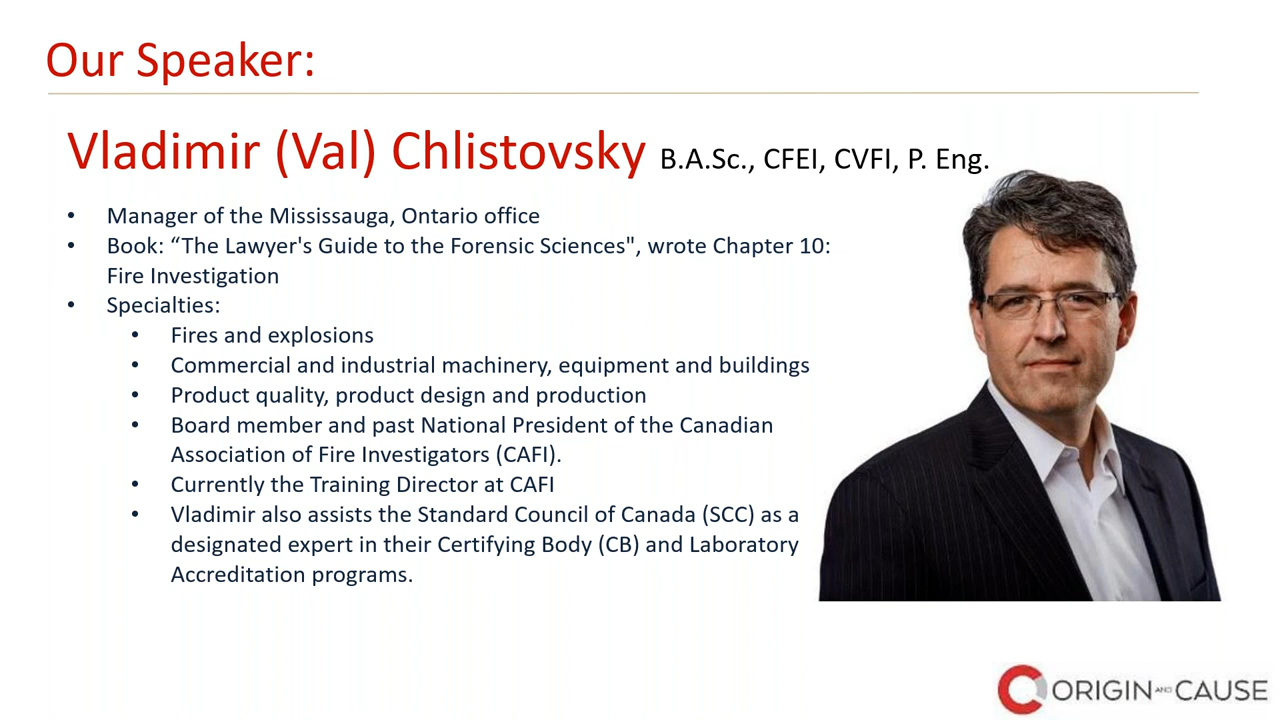 Our Speaker:
Vladimir (Val) Chlistovsky B.A.Sc., CFEI, CVFI, P. Eng.
• Manager of the Mississauga, Ontario office
• Book: “The Lawyer's Guide to the Forensic Sciences", wrote Chapter 10:
Fire Investigation
• Specialties:
• Fires and explosions
• Commercial and industrial machinery, equipment and buildings
• Product quality, product design and production
• Board member and past National President of the Canadian
Association of Fire Investigators (CAFI).
• Currently the Training Director at CAFI
• Vladimir also assists the Standard Council of Canada (SCC) as a
designated expert in their Certifying Body (CB) and Laboratory
Accreditation programs.
ORIGIN AND CAUSE